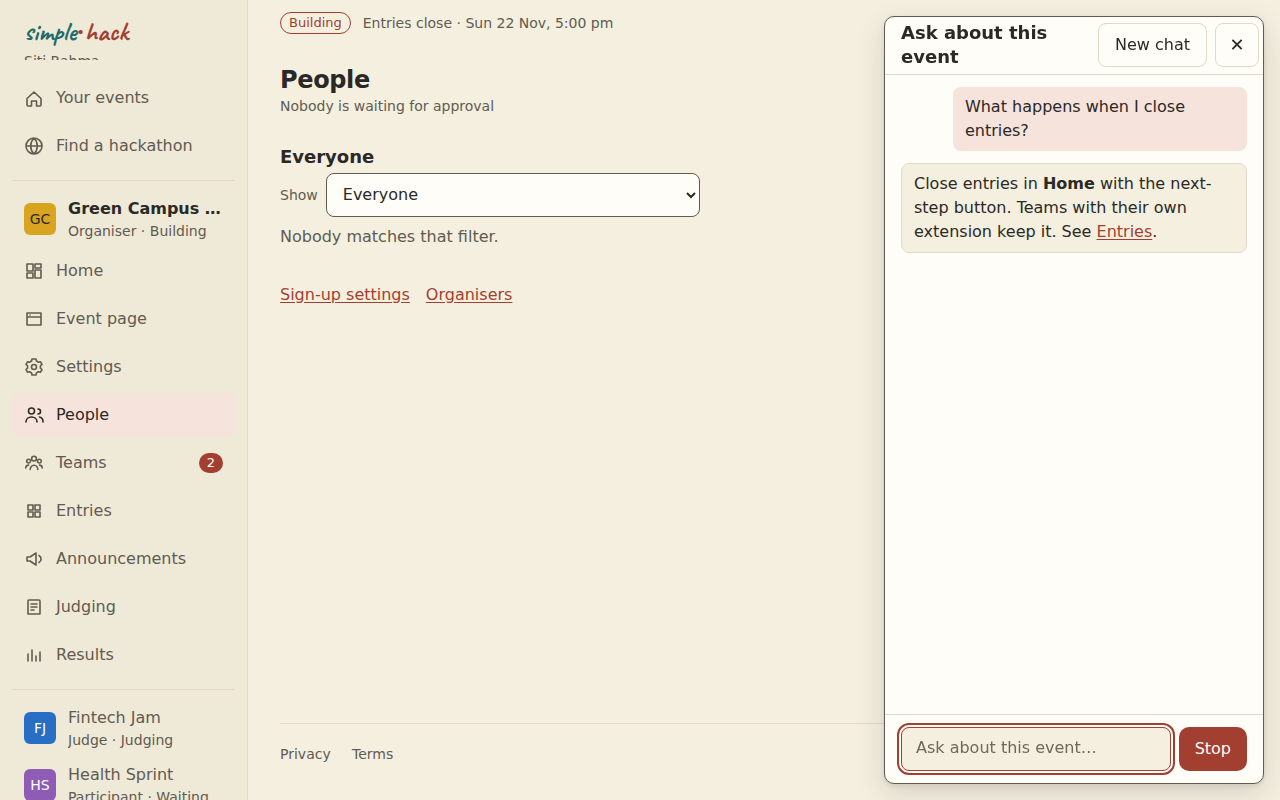 simple·hack
Siti Rahma
Your events
Find a hackathon
GC
Green Campus ...
Organiser · Building
Home
Event page
Settings
People
Teams
2
Entries
Announcements
Judging
Results
FJ
Fintech Jam
Judge · Judging
HS
Health Sprint
Participant · Waiting
Building
Entries close · Sun 22 Nov, 5:00 pm
People
Nobody is waiting for approval
Everyone
Show
Everyone
Nobody matches that filter.
Sign-up settings
Organisers
Privacy
Terms
Ask about this
event
New chat
✕
What happens when I close
entries?
Close entries in Home with the next-
step button. Teams with their own
extension keep it. See Entries.
Ask about this event...
Stop